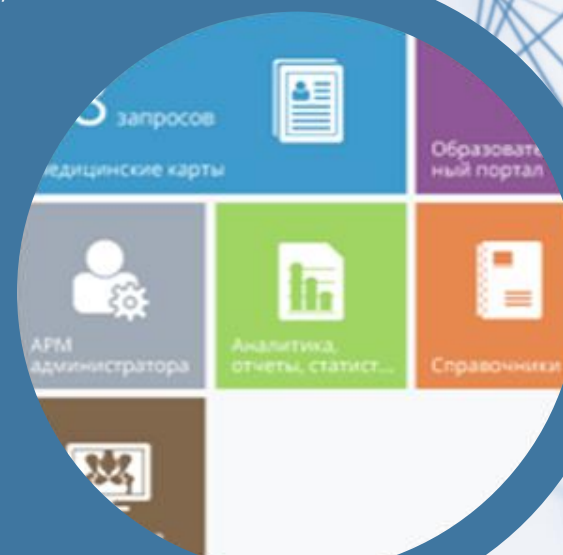 запросов
едицинские карты
Образовате
ный портал
АРМ
администратора
Аналитика,
отчеты, статист...
Справочники